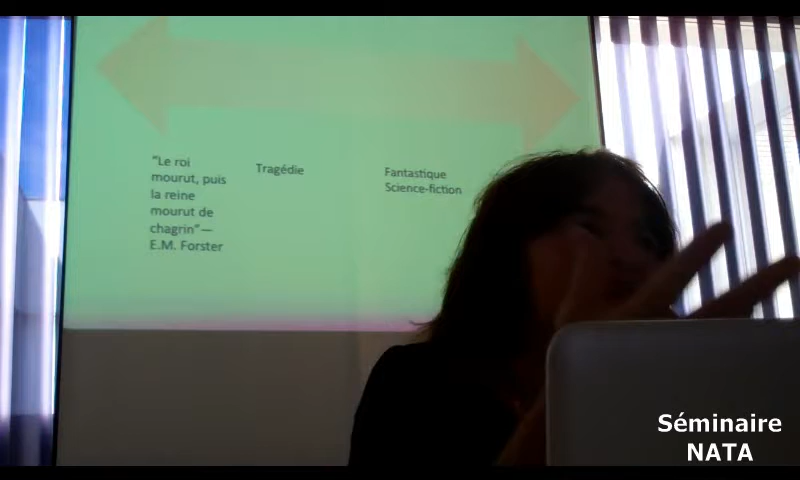 "Le roi
mourut, puis
la reine
mourut de
chagrin"—
E.M. Forster
Tragédie
Fantastique
Science-fiction
Séminaire
NATA